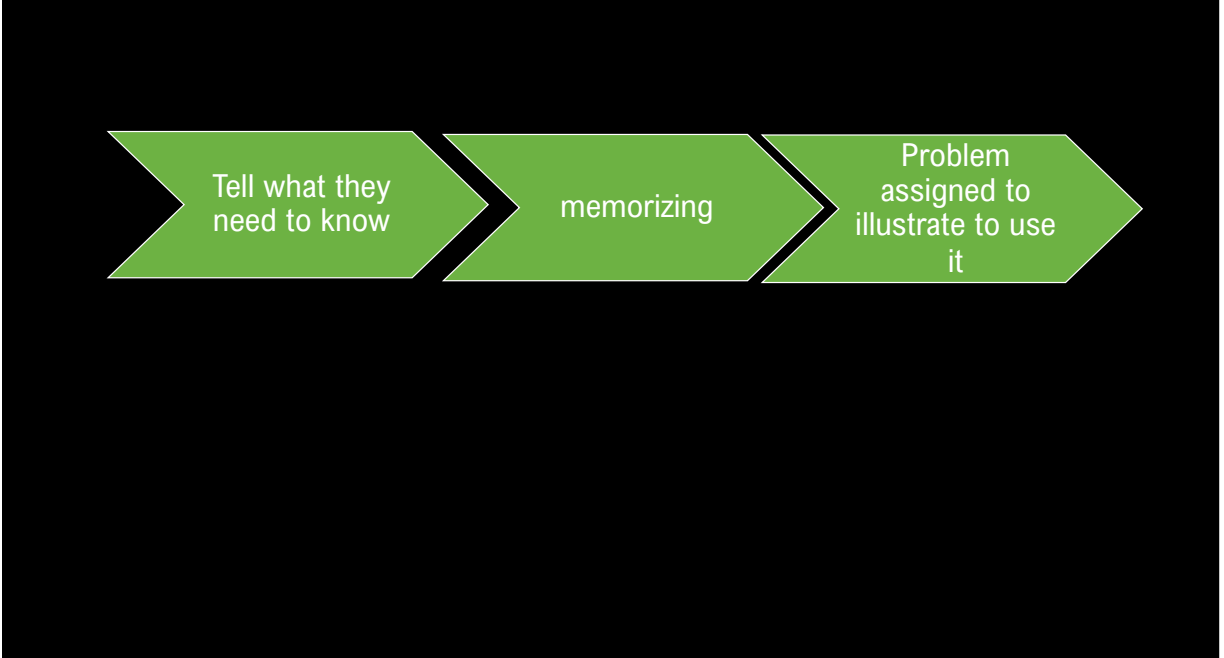 Tell what they
need to know
memorizing
Problem
assigned to
illustrate to use
it